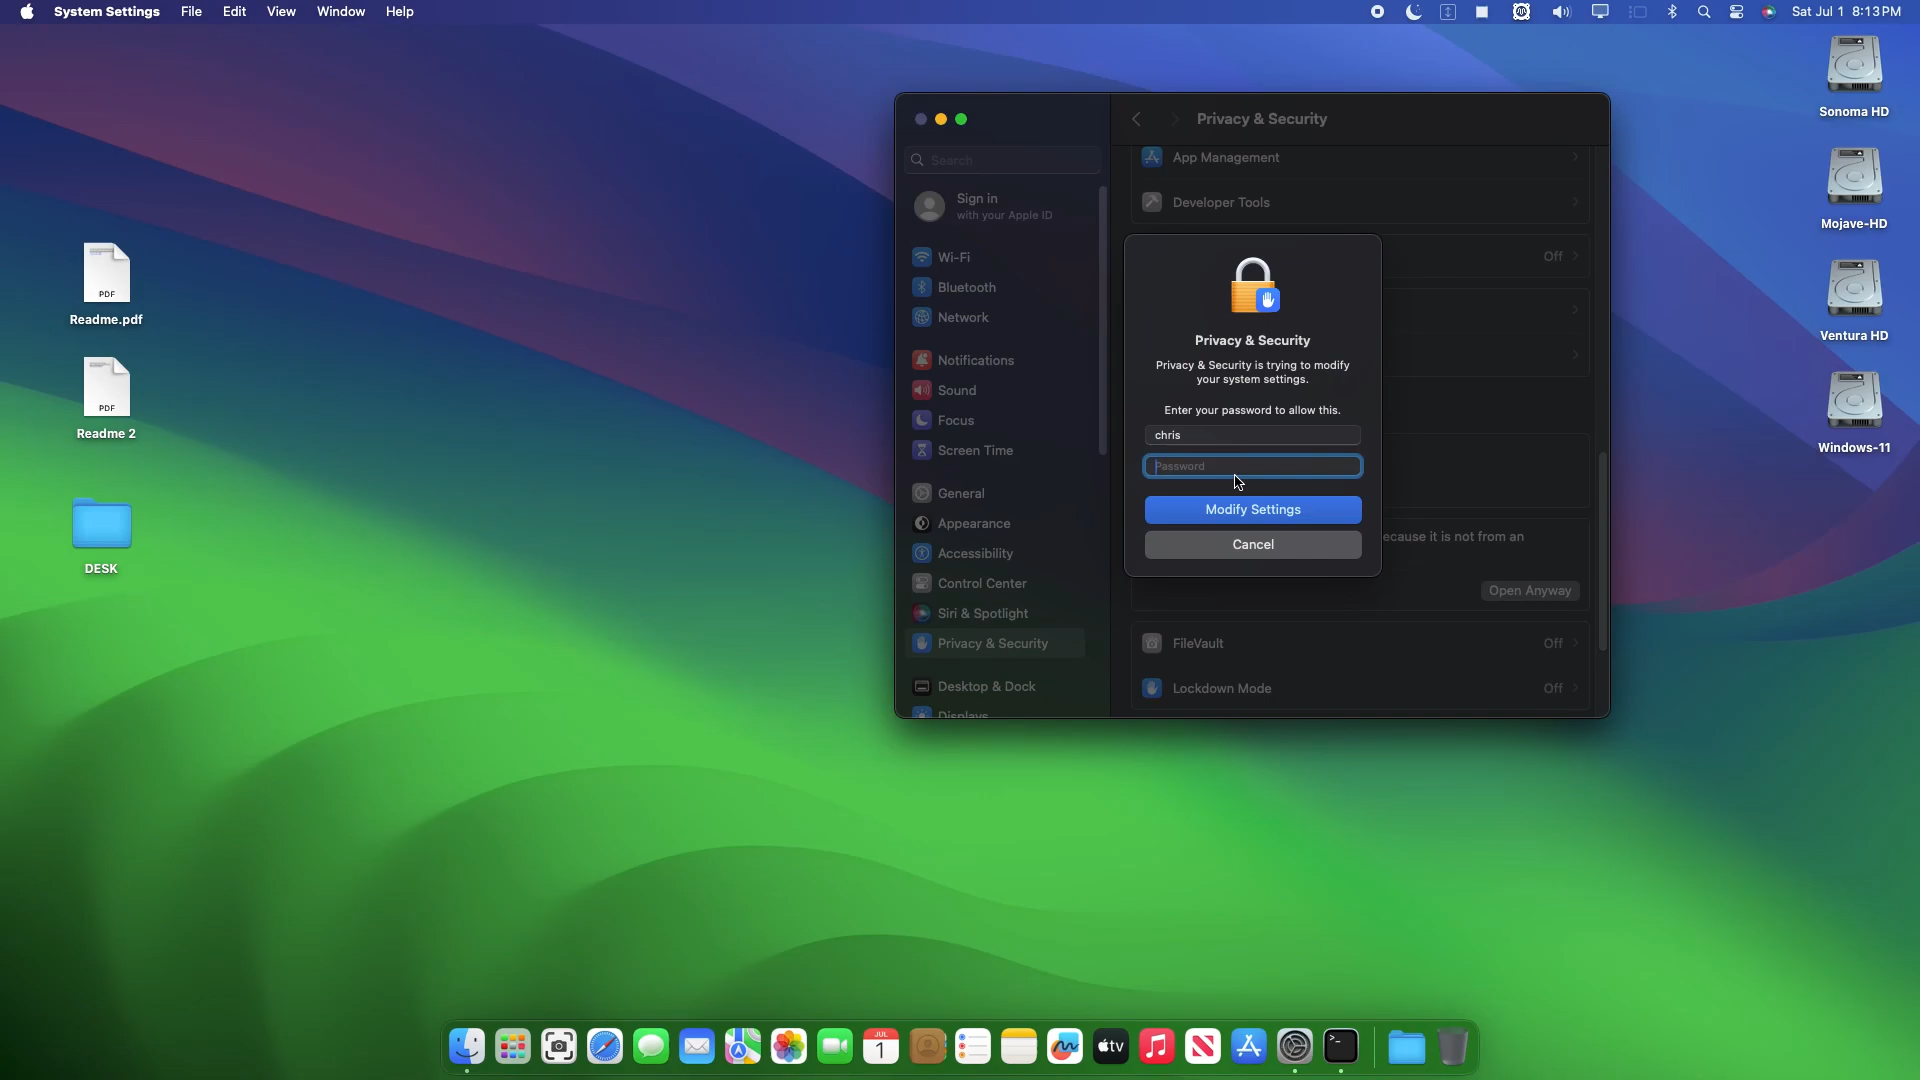 System Settings File Edit View Window Help
Sat Jul 1 8:13 PM
Sonoma HD
Mojave-HD
Ventura HD
Windows-11
PDF
Readme.pdf
PDF
Readme 2
DESK
Search
Sign in
with your Apple ID
Wi-Fi
Bluetooth
Network
Notifications
Sound
Focus
Screen Time
General
Appearance
Accessibility
Control Center
Siri & Spotlight
Privacy & Security
Desktop & Dock
Displays
Privacy & Security
App Management
Developer Tools
Off
Privacy & Security
Privacy & Security is trying to modify
your system settings.
Enter your password to allow this.
chris
Password
Modify Settings
Cancel
ecause it is not from an
Open Anyway
FileVault Off
Lockdown Mode Off
JUL
1
tv